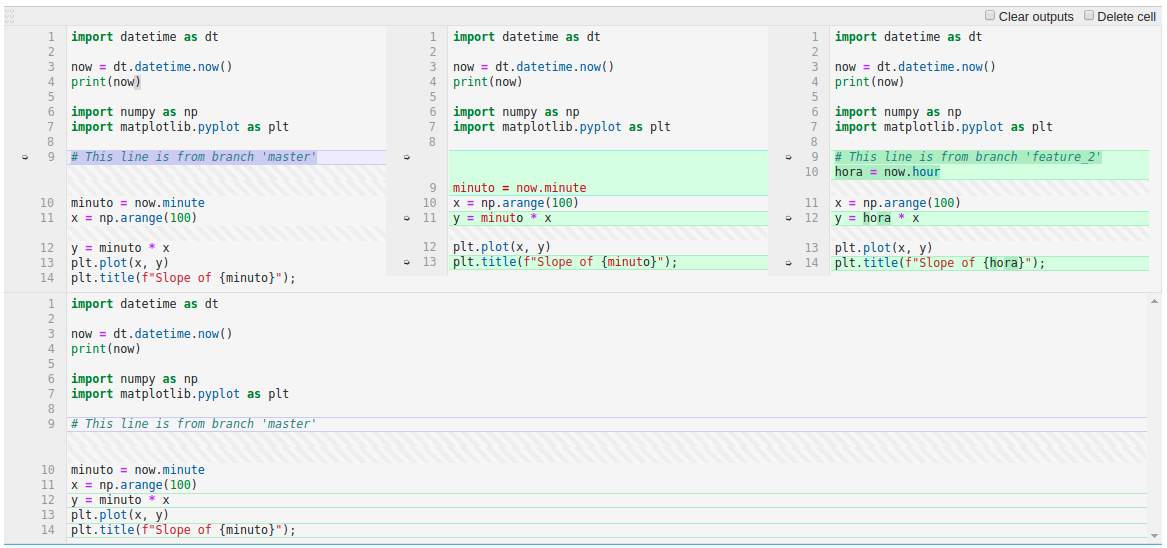 Clear outputs Delete cell
1 import datetime as dt
2
3 now = dt.datetime.now()
4 print(now)
5
6 import numpy as np
7 import matplotlib.pyplot as plt
8
9 # This line is from branch 'master'
10 minuto = now.minute
11 x = np.arange(100)
12 y = minuto * x
13 plt.plot(x, y)
14 plt.title(f"Slope of {minuto}");
1 import datetime as dt
2
3 now = dt.datetime.now()
4 print(now)
5
6 import numpy as np
7 import matplotlib.pyplot as plt
8
9 minuto = now.minute
10 x = np.arange(100)
11 y = minuto * x
12 plt.plot(x, y)
13 plt.title(f"Slope of {minuto}");
1 import datetime as dt
2
3 now = dt.datetime.now()
4 print(now)
5
6 import numpy as np
7 import matplotlib.pyplot as plt
8
9 # This line is from branch 'feature_2'
10 hora = now.hour
11 x = np.arange(100)
12 y = hora * x
13 plt.plot(x, y)
14 plt.title(f"Slope of {hora}");
1 import datetime as dt
2
3 now = dt.datetime.now()
4 print(now)
5
6 import numpy as np
7 import matplotlib.pyplot as plt
8
9 # This line is from branch 'master'
10 minuto = now.minute
11 x = np.arange(100)
12 y = minuto * x
13 plt.plot(x, y)
14 plt.title(f"Slope of {minuto}");